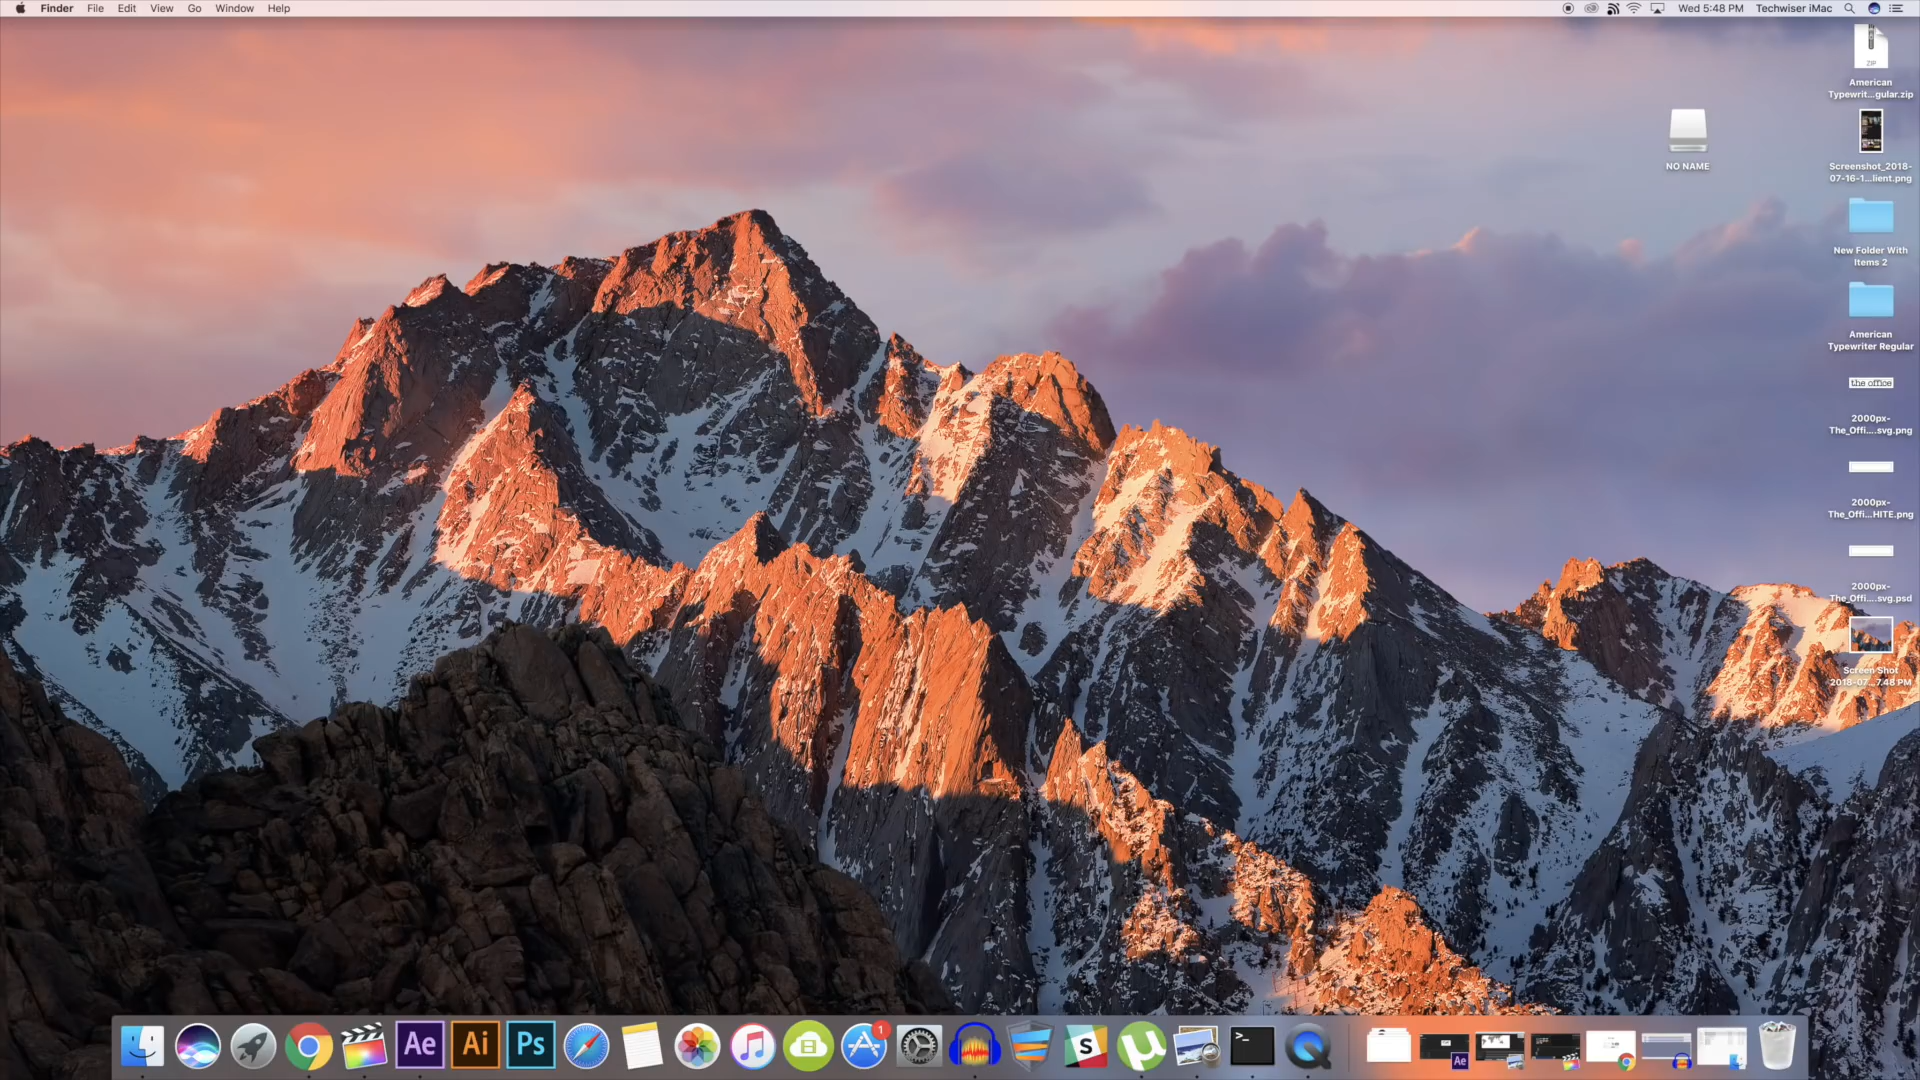 Finder File Edit View Go Window Help
Wed 5:48 PM Techwiser iMac
ZIP
American
Typewrit...gular.zip
NO NAME
Screenshot_2018-
07-16-1...lient.png
New Folder With
Items 2
American
Typewriter Regular
the office
2000px-
The_Offi....svg.png
2000px-
The_Offi...HITE.png
2000px-
The_Offi....svg.psd
Screen Shot
2018-07...7.48 PM
Ae Ai Ps 1 S >_
Ae